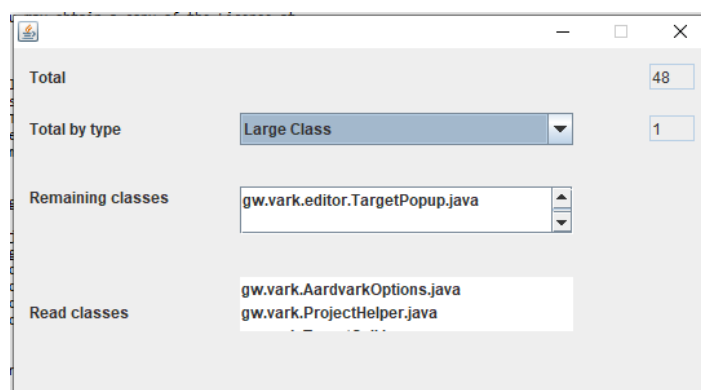 Total 48
Total by type Large Class 1
Remaining classes gw.vark.editor.TargetPopup.java
gw.vark.AardvarkOptions.java
Read classes gw.vark.ProjectHelper.java